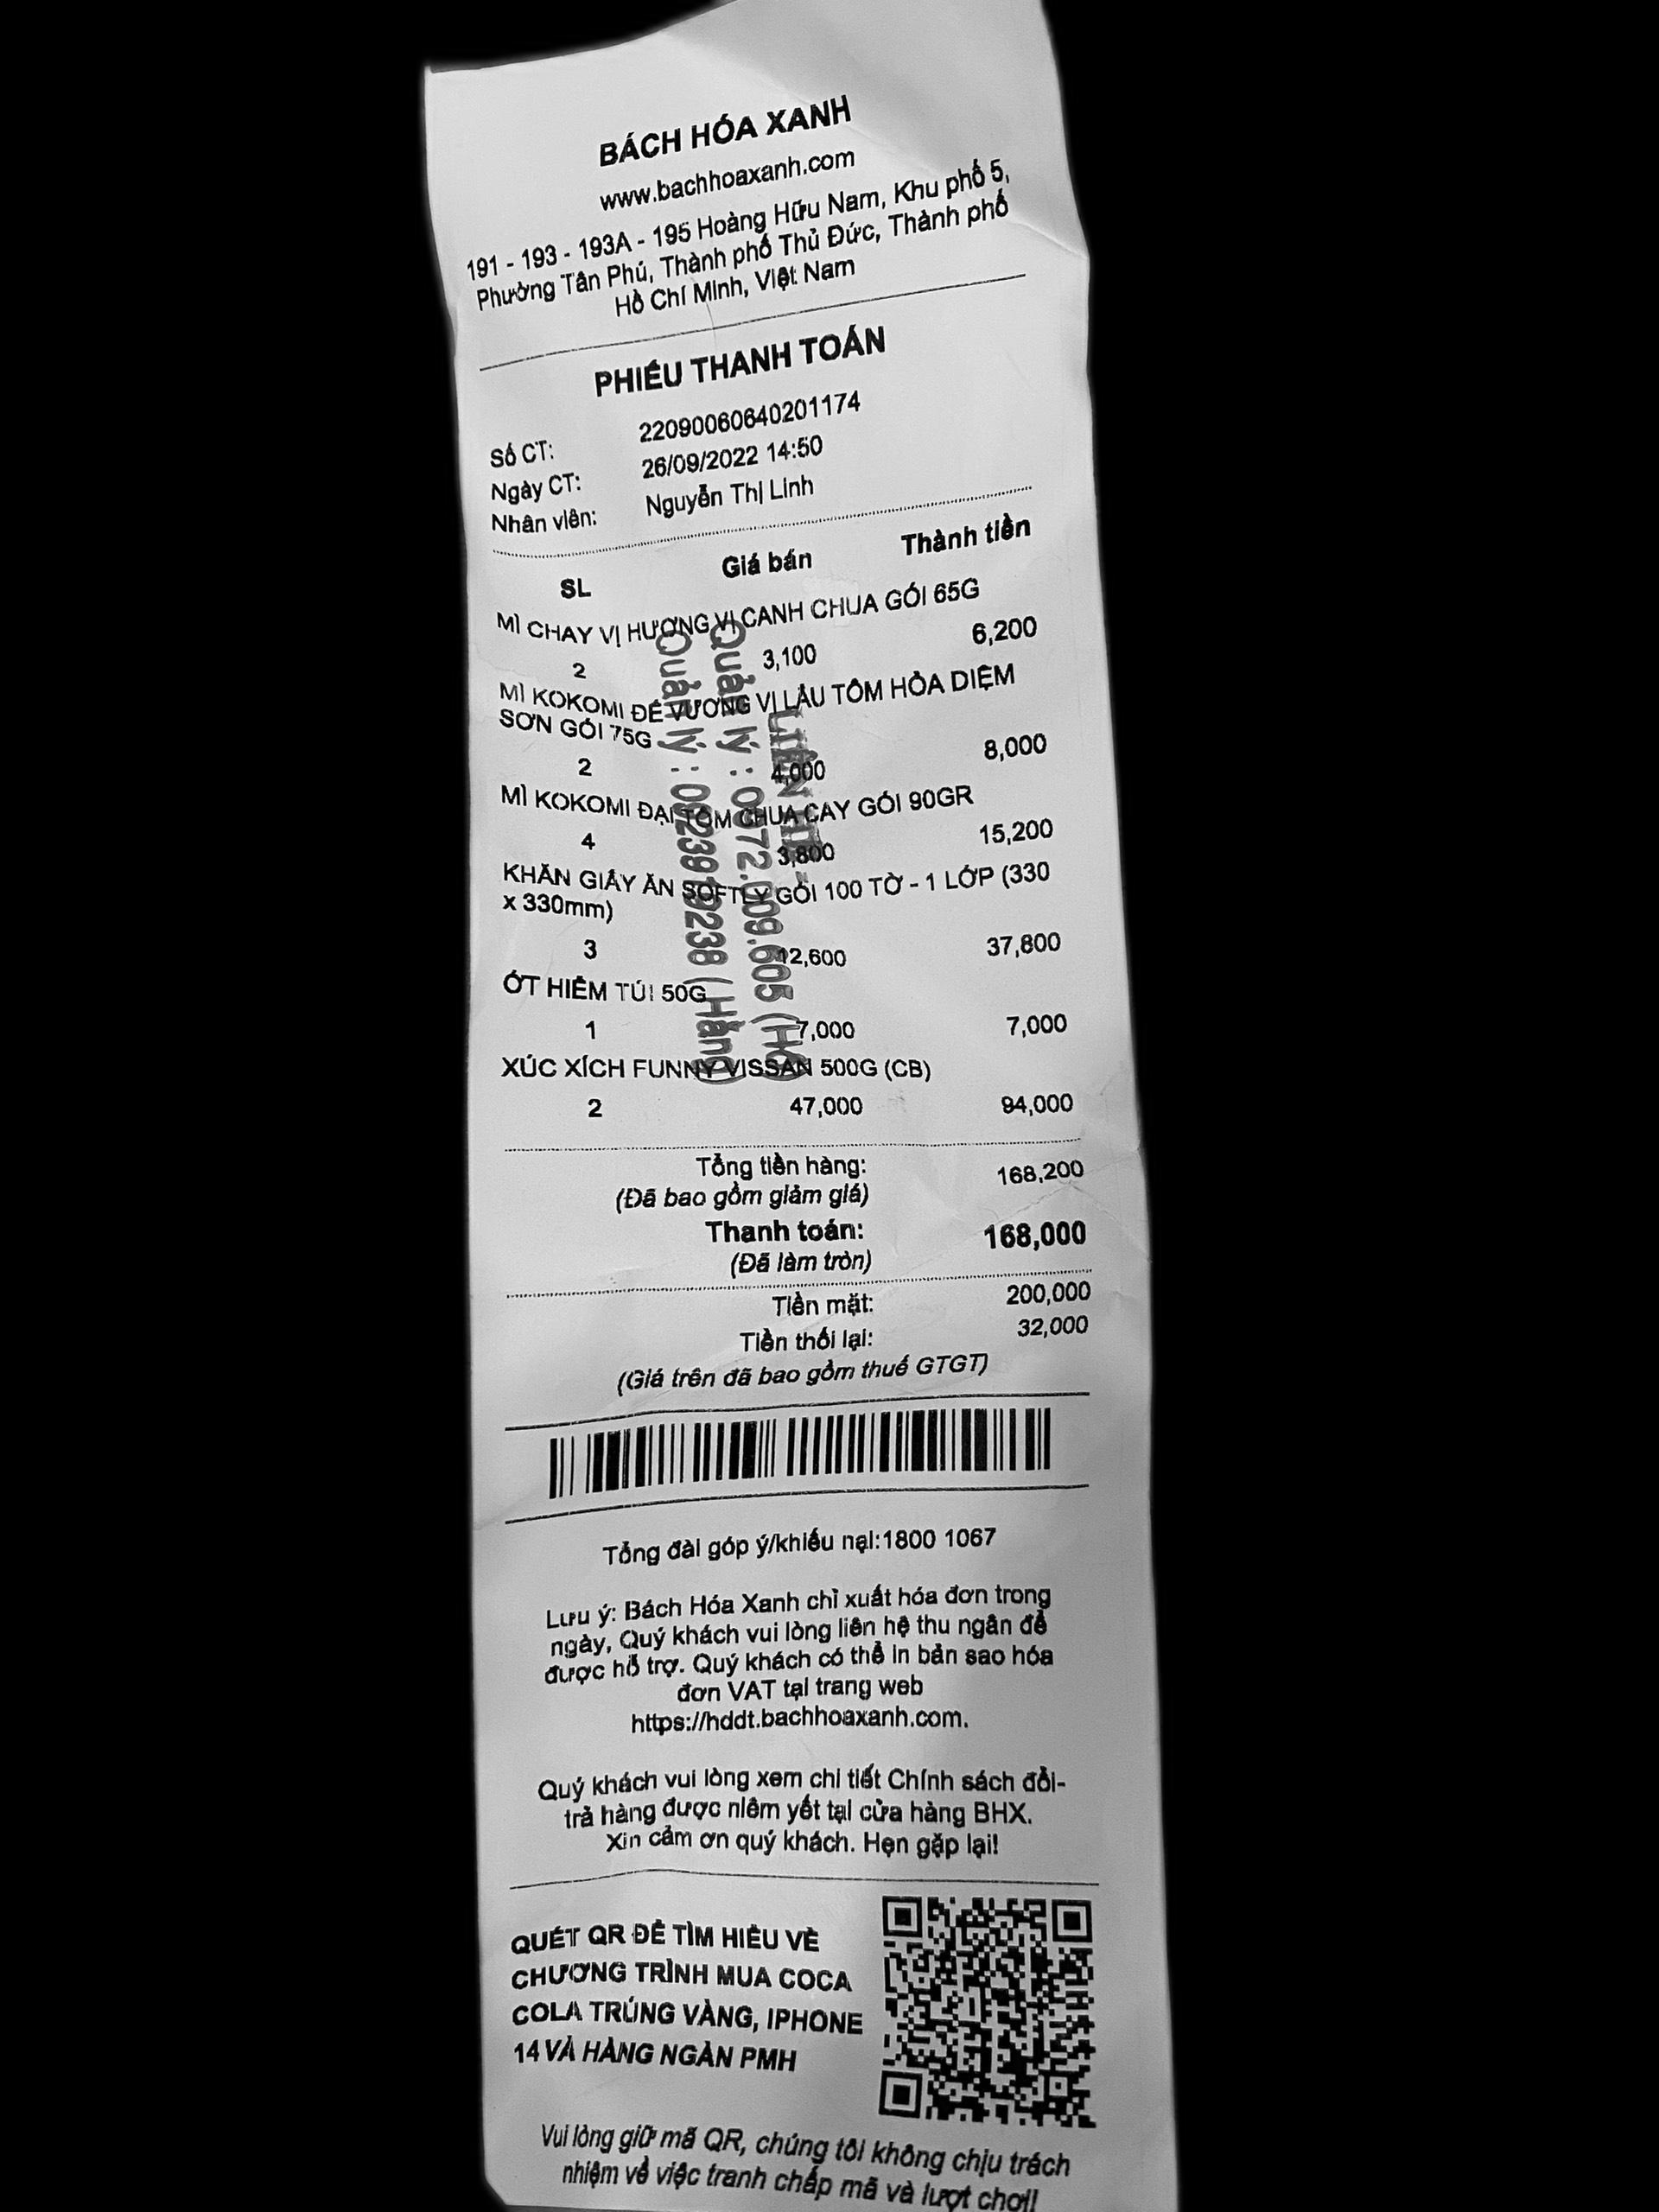 BÁCH HÓA XANH
www.bachhoaxanh.com
191 - 193 - 193A - 195 Hoàng Hữu Nam, Khu phố 5,
Phường Tân Phú, Thành phố Thủ Đức, Thành phố
Hồ Chí Minh, Việt Nam
PHIẾU THANH TOÁN
Số CT: 22090060640201174
Ngày CT: 26/09/2022 14:50
Nhân viên: Nguyễn Thị Linh
SL Giá bán Thành tiền
MÌ CHAY VỊ HƯƠNG VỊ CANH CHUA GÓI 65G
2 3,100 6,200
MÌ KOKOMI ĐẾ VƯƠNG VỊ LẨU TÔM HỎA DIỆM
SƠN GÓI 75G
2 4,000 8,000
MÌ KOKOMI ĐẠI TÔM CHUA CAY GÓI 90GR
4 3,800 15,200
KHĂN GIẤY ĂN SOFTLY GÓI 100 TỜ - 1 LỚP (330
x 330mm)
3 12,600 37,800
ỚT HIỂM TÚI 50G
1 7,000 7,000
XÚC XÍCH FUNNY VISSAN 500G (CB)
2 47,000 94,000
LIÊN HỆ
Quản lý : 0972.009.605
Quản lý : (Hằng)
Tổng tiền hàng: 168,200
(Đã bao gồm giảm giá)
Thanh toán: 168,000
(Đã làm tròn)
Tiền mặt: 200,000
Tiền thối lại: 32,000
(Giá trên đã bao gồm thuế GTGT)
Tổng đài góp ý/khiếu nại:1800 1067
Lưu ý: Bách Hóa Xanh chỉ xuất hóa đơn trong
ngày, Quý khách vui lòng liên hệ thu ngân để
được hỗ trợ. Quý khách có thể in bản sao hóa
đơn VAT tại trang web
https://hddt.bachhoaxanh.com.
Quý khách vui lòng xem chi tiết Chính sách đổi-
trả hàng được niêm yết tại cửa hàng BHX.
Xin cảm ơn quý khách. Hẹn gặp lại!
QUÉT QR ĐỂ TÌM HIỂU VỀ
CHƯƠNG TRÌNH MUA COCA
COLA TRÚNG VÀNG, IPHONE
14 VÀ HÀNG NGÀN PMH
Vui lòng giữ mã QR, chúng tôi không chịu trách
nhiệm về việc tranh chấp mã và lượt chơi!